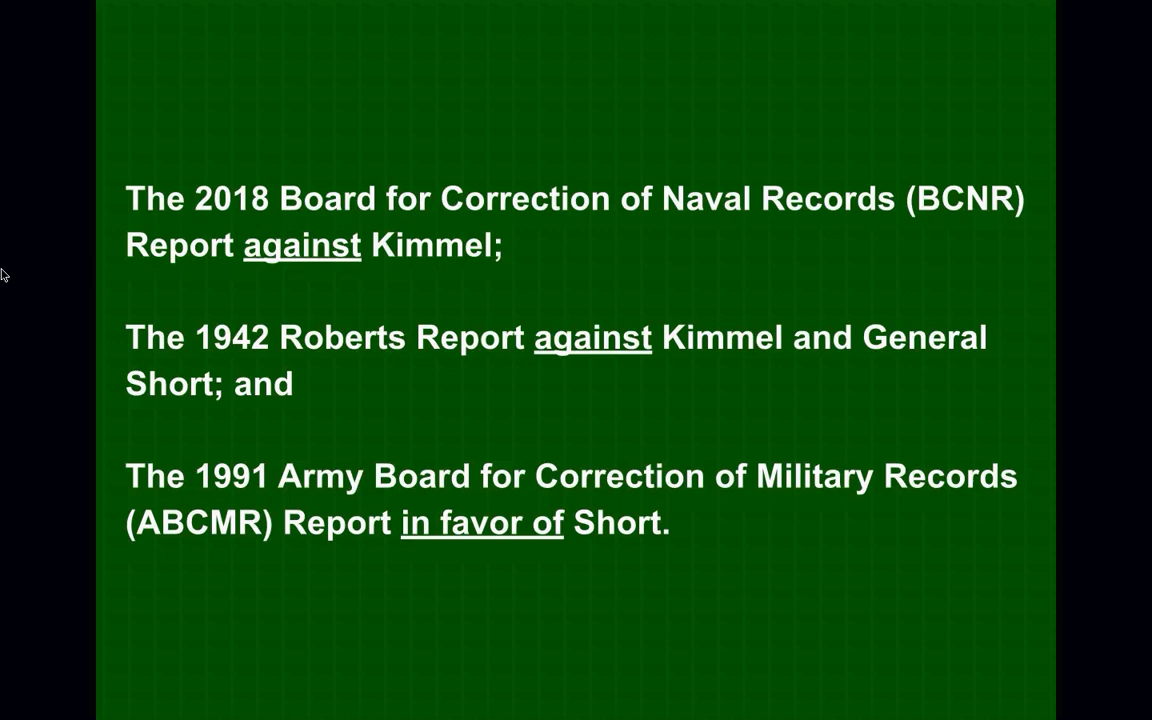 The 2018 Board for Correction of Naval Records (BCNR)
Report against Kimmel;
The 1942 Roberts Report against Kimmel and General
Short; and
The 1991 Army Board for Correction of Military Records
(ABCMR) Report in favor of Short.